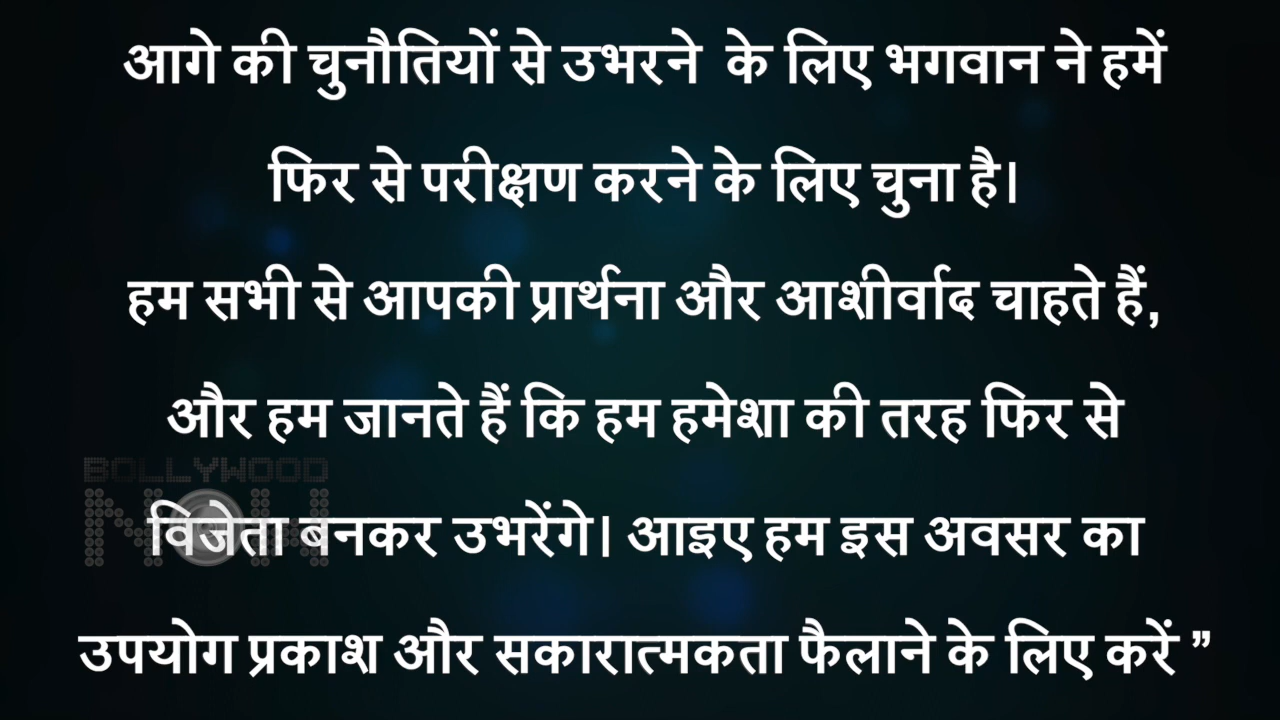 आगे की चुनौतियों से उभरने के लिए भगवान ने हमें
फिर से परीक्षण करने के लिए चुना है।
हम सभी से आपकी प्रार्थना और आशीर्वाद चाहते हैं,
और हम जानते हैं कि हम हमेशा की तरह फिर से
BOLLYWOOD
NOW
विजेता बनकर उभरेंगे। आइए हम इस अवसर का
उपयोग प्रकाश और सकारात्मकता फैलाने के लिए करें ”